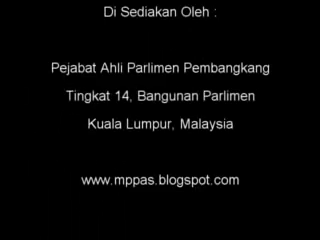 Di Sediakan Oleh :
Pejabat Ahli Parlimen Pembangkang
Tingkat 14, Bangunan Parlimen
Kuala Lumpur, Malaysia
www.mppas.blogspot.com